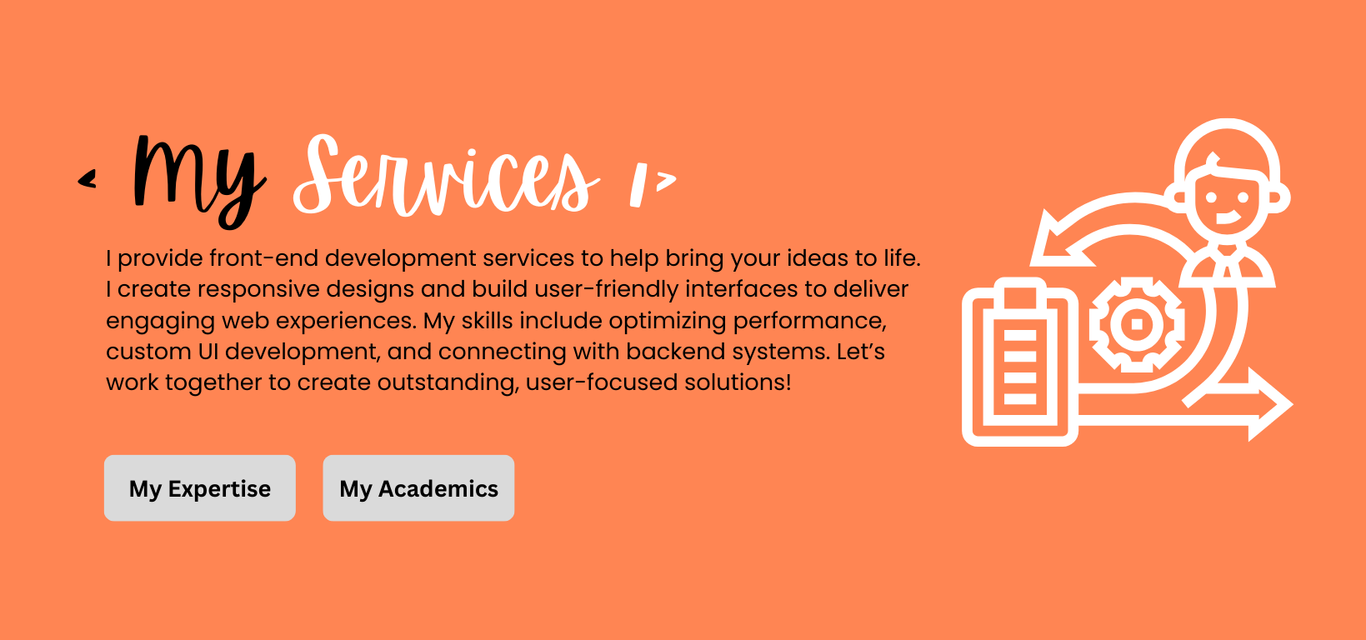 < My Services />
I provide front-end development services to help bring your ideas to life.
I create responsive designs and build user-friendly interfaces to deliver
engaging web experiences. My skills include optimizing performance,
custom UI development, and connecting with backend systems. Let’s
work together to create outstanding, user-focused solutions!
My Expertise
My Academics